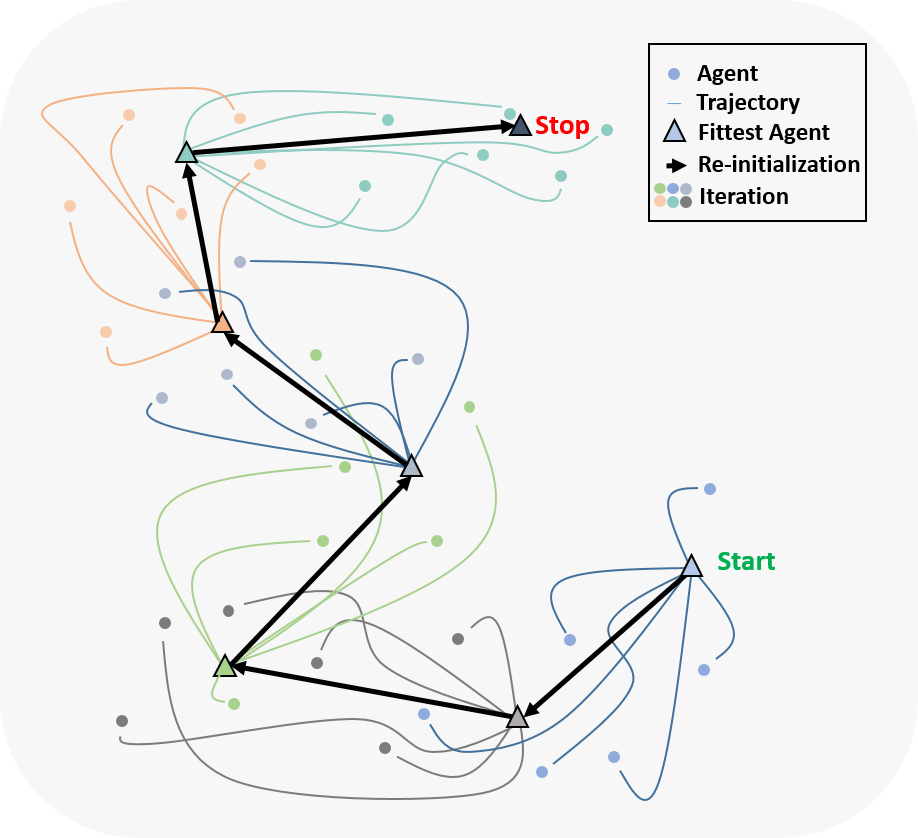 Agent
Trajectory
Fittest Agent
Re-initialization
Iteration
Stop
Start